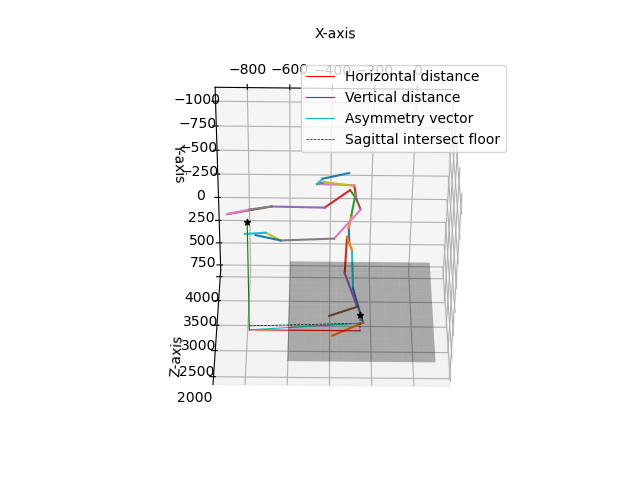 X-axis
−800 −600 −400 −200 0
Horizontal distance
Vertical distance
Asymmetry vector
Sagittal intersect floor
Y-axis
−1000
−750
−500
−250
0
250
500
750
4000
3500
3000
2500
2000
Z-axis